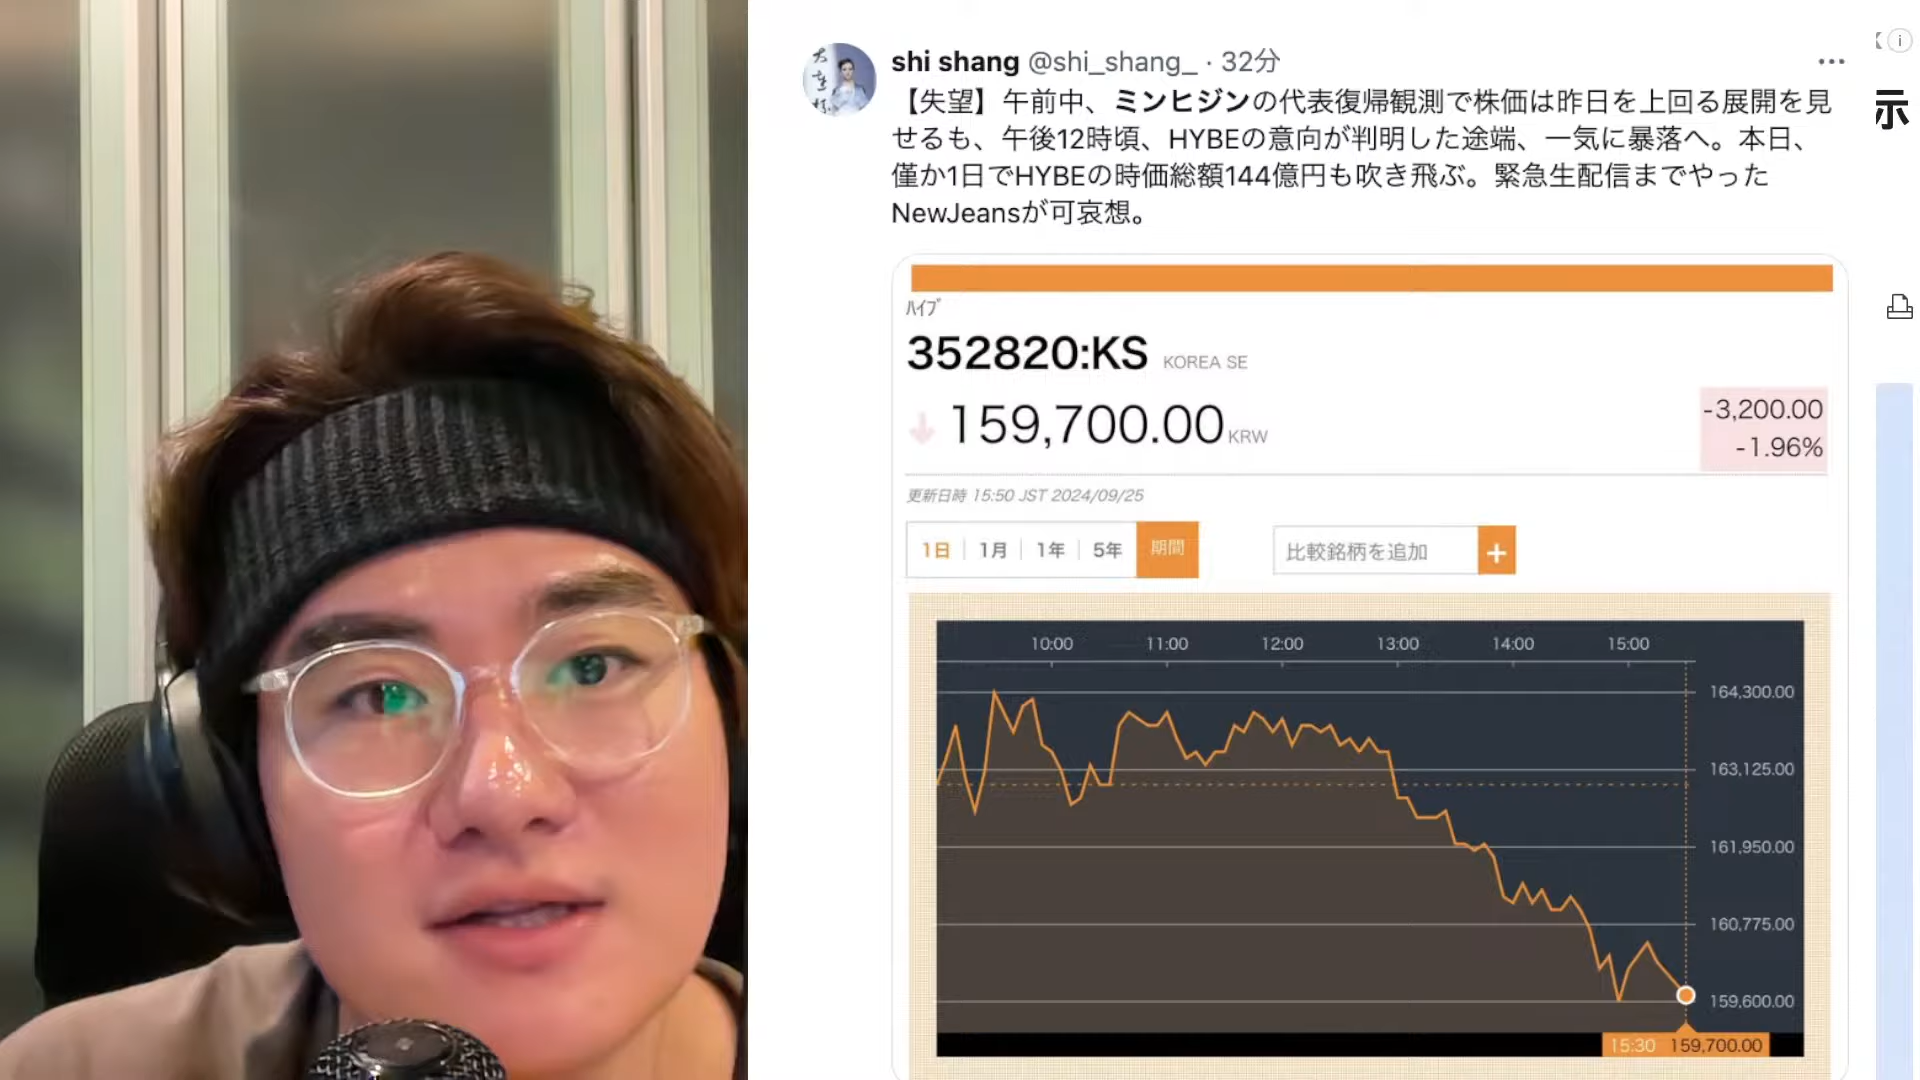 shi shang @shi_shang_ · 32分
【失望】午前中、ミンヒジンの代表復帰観測で株価は昨日を上回る展開を見
せるも、午後12時頃、HYBEの意向が判明した途端、一気に暴落へ。本日、
僅か1日でHYBEの時価総額144億円も吹き飛ぶ。緊急生配信までやった
NewJeansが可哀想。
示
ﾊｲﾌﾞ
352820:KS KOREA SE
159,700.00 KRW
-3,200.00
-1.96%
更新日時 15:50 JST 2024/09/25
1日 1月 1年 5年 期間
比較銘柄を追加 +
10:00 11:00 12:00 13:00 14:00 15:00
164,300.00
163,125.00
161,950.00
160,775.00
159,600.00
15:30 159,700.00